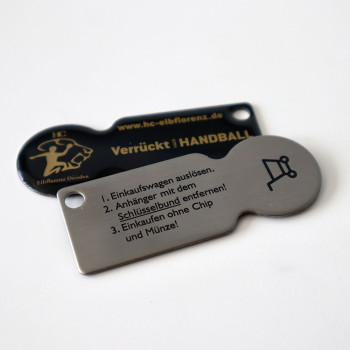 www.hc-elbflorenz.de
HC
Verrückt HANDBALL
Elbflorenz Dresden
1. Einkaufswagen auslösen.
2. Anhänger mit dem
Schlüsselbund entfernen!
3. Einkaufen ohne Chip
und Münze!